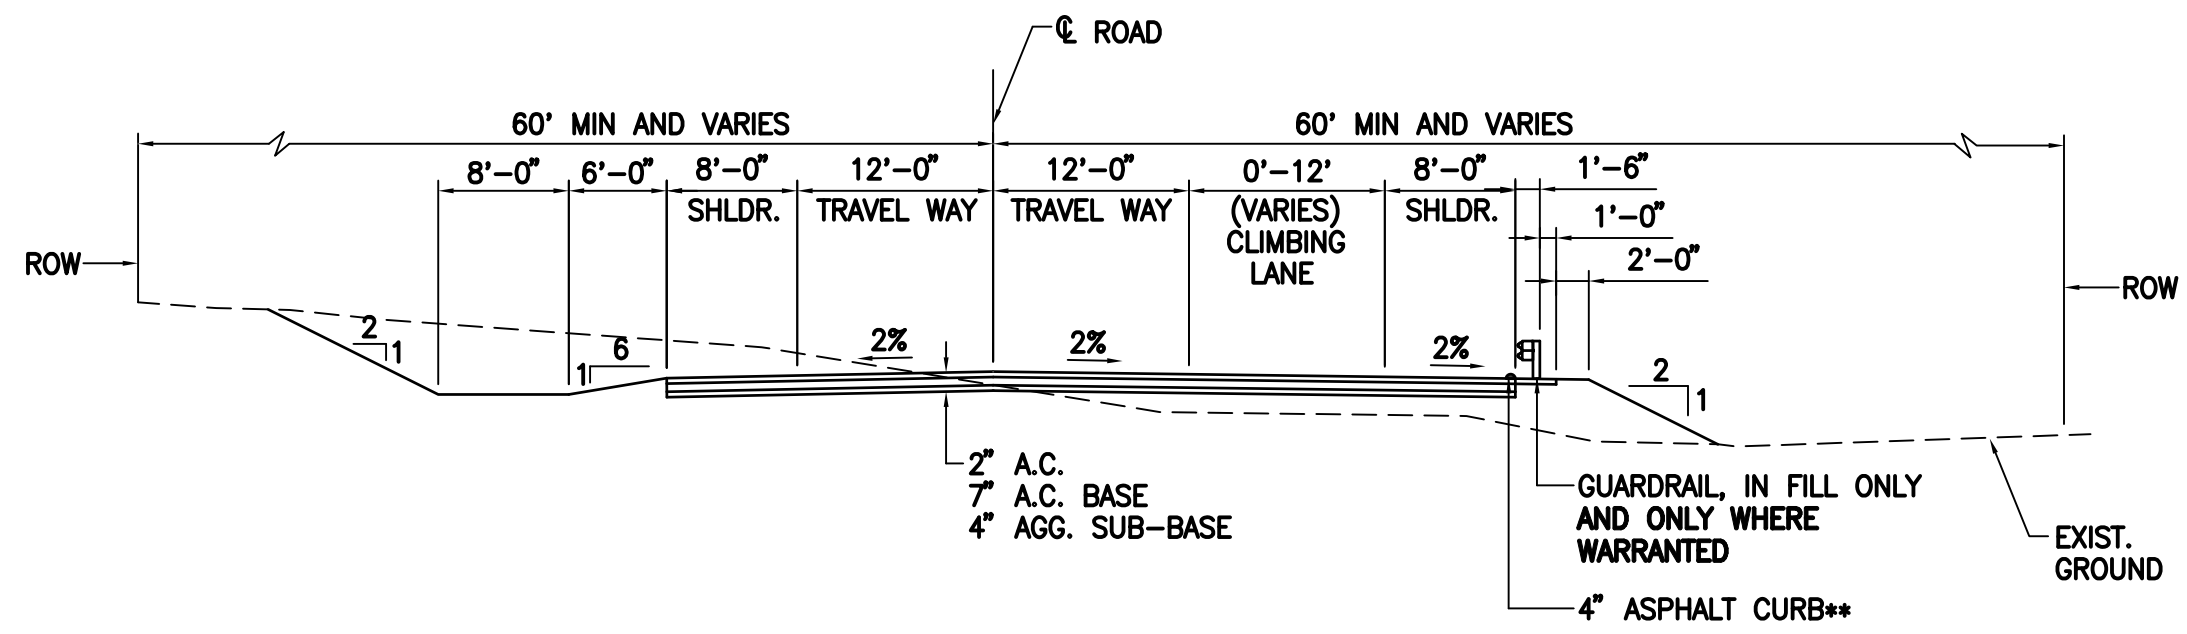 ℄ ROAD
60' MIN AND VARIES
60' MIN AND VARIES
8'-0"
6'-0"
8'-0"
SHLDR.
12'-0"
TRAVEL WAY
12'-0"
TRAVEL WAY
0'-12'
(VARIES)
CLIMBING
LANE
8'-0"
SHLDR.
1'-6"
1'-0"
2'-0"
ROW
ROW
2
1
6
1
2%
2%
2%
2
1
2" A.C.
7" A.C. BASE
4" AGG. SUB-BASE
GUARDRAIL, IN FILL ONLY
AND ONLY WHERE
WARRANTED
EXIST.
GROUND
4" ASPHALT CURB**